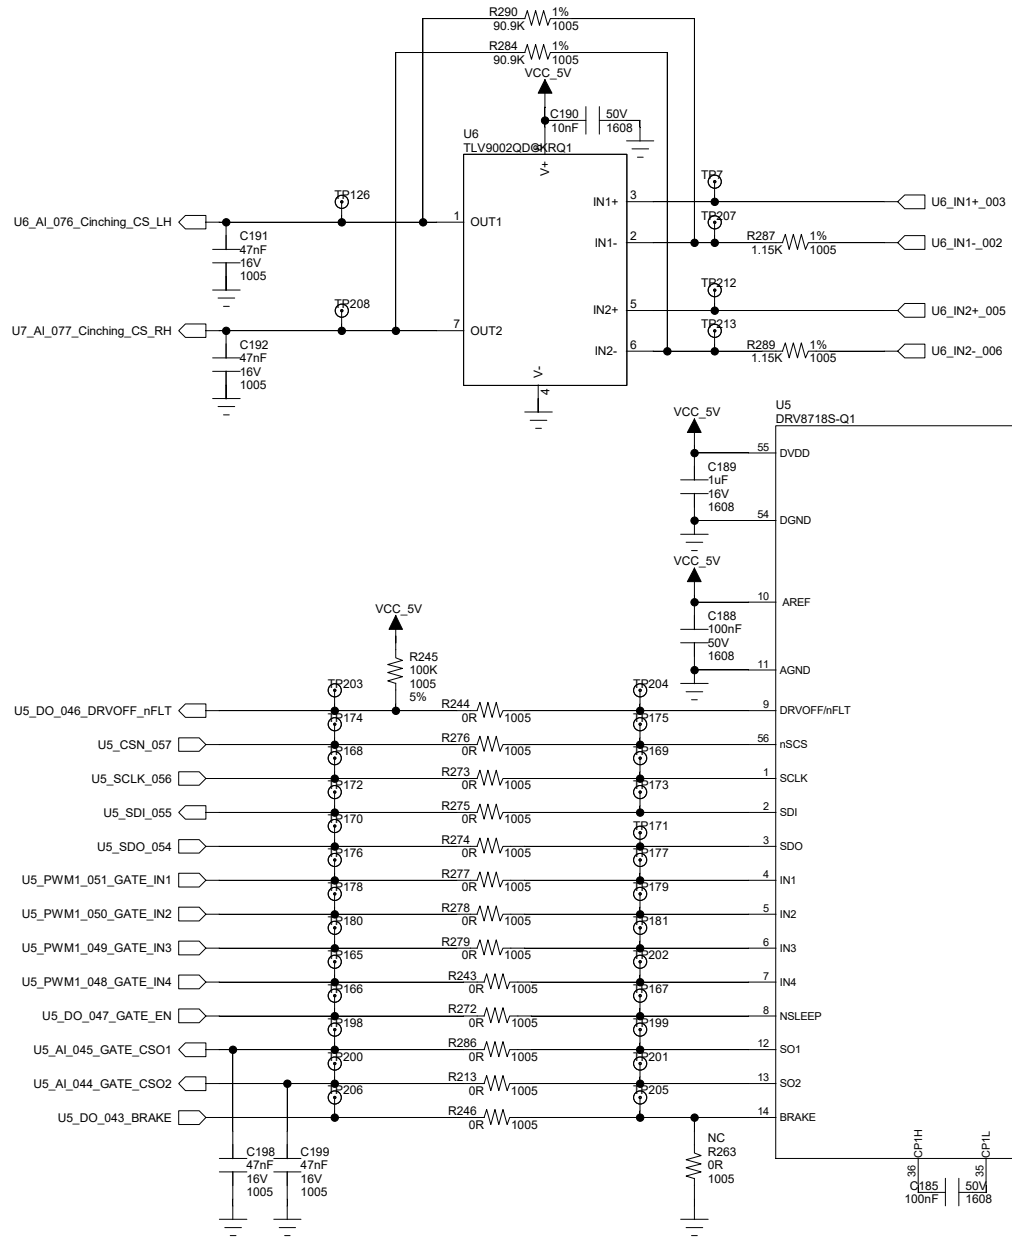 R290 1%
90.9K 1005
R284 1%
90.9K 1005
VCC_5V
C190 50V
10nF 1608
U6
TLV9002QDGKRQ1
8
V+
TP7
TP126
IN1+ 3 U6_IN1+_003
TP207
U6_AI_076_Cinching_CS_LH 1 OUT1
C191
47nF
16V
1005
IN1- 2 R287 1% U6_IN1-_002
1.15K 1005
TP212
TP208
IN2+ 5 U6_IN2+_005
TP213
U7_AI_077_Cinching_CS_RH 7 OUT2
C192
47nF
16V
1005
IN2- 6 R289 1% U6_IN2-_006
1.15K 1005
V-
4
U5
DRV8718S-Q1
VCC_5V
55 DVDD
C189
1uF
16V
1608
54 DGND
VCC_5V
10 AREF
C188
100nF
50V
1608
11 AGND
VCC_5V
R245
100K
1005
5%
TP203 TP204
U5_DO_046_DRVOFF_nFLT R244 9 DRVOFF/nFLT
0R 1005
TP174 TP175
U5_CSN_057 R276 56 nSCS
0R 1005
TP168 TP169
U5_SCLK_056 R273 1 SCLK
0R 1005
TP172 TP173
U5_SDI_055 R275 2 SDI
0R 1005
TP170 TP171
U5_SDO_054 R274 3 SDO
0R 1005
TP176 TP177
U5_PWM1_051_GATE_IN1 R277 4 IN1
0R 1005
TP178 TP179
U5_PWM1_050_GATE_IN2 R278 5 IN2
0R 1005
TP180 TP181
U5_PWM1_049_GATE_IN3 R279 6 IN3
0R 1005
TP165 TP202
U5_PWM1_048_GATE_IN4 R243 7 IN4
0R 1005
TP166 TP167
U5_DO_047_GATE_EN R272 8 NSLEEP
0R 1005
TP198 TP199
U5_AI_045_GATE_CSO1 R286 12 SO1
0R 1005
TP200 TP201
U5_AI_044_GATE_CSO2 R213 13 SO2
0R 1005
TP206 TP205
U5_DO_043_BRAKE R246 14 BRAKE
0R 1005
C198
47nF
16V
1005
C199
47nF
16V
1005
NC
R263
0R
1005
CP1H CP1L
36 35
C185 50V
100nF 1608